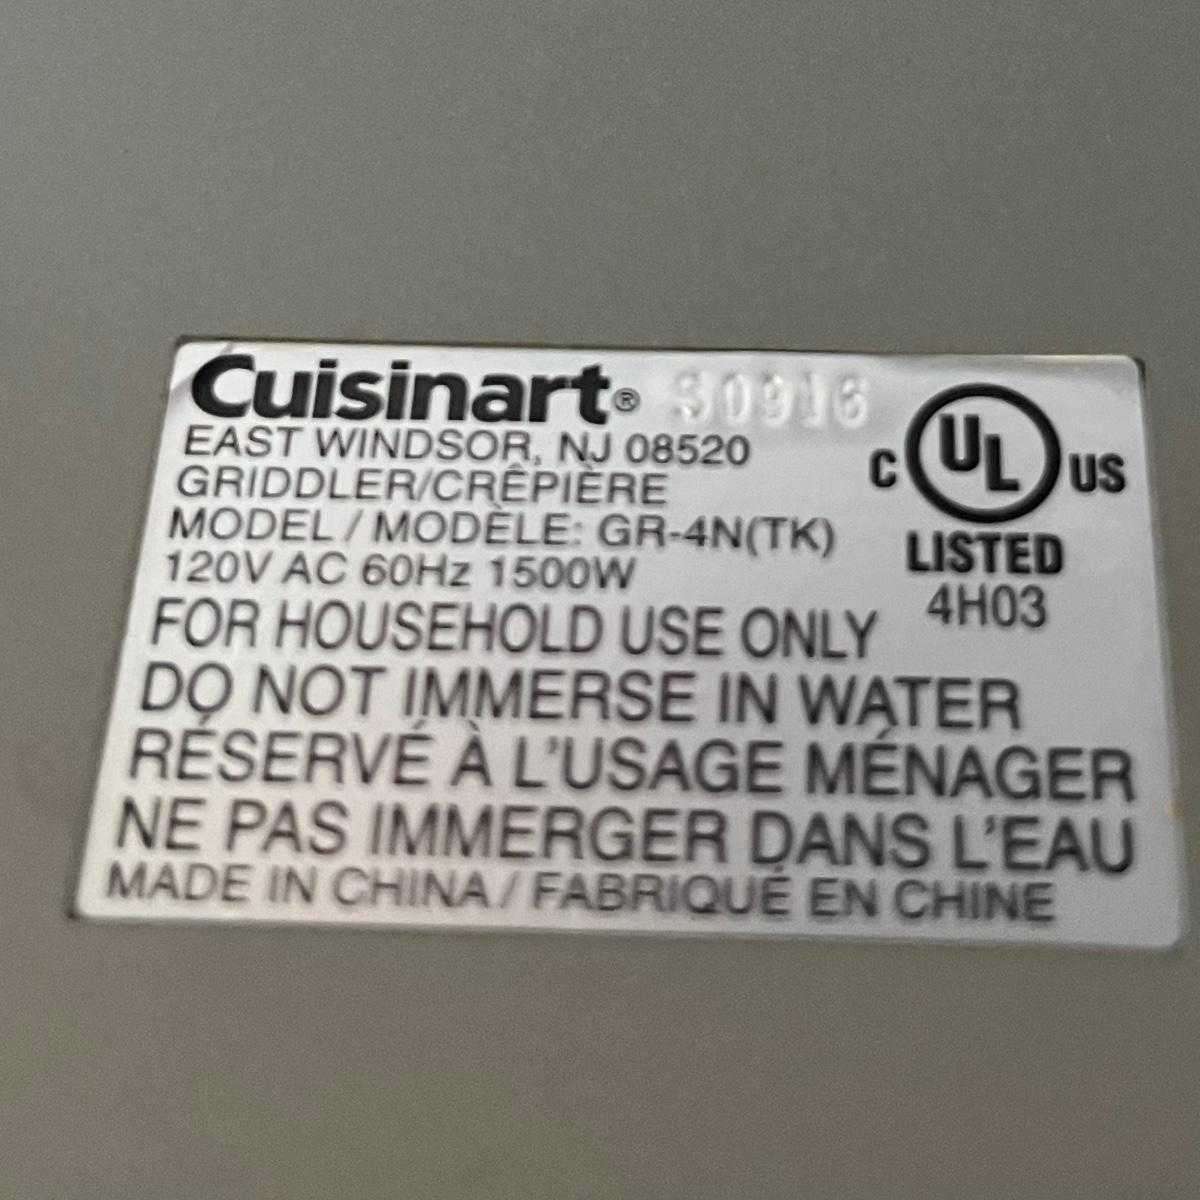 Cuisinart® 30916
EAST WINDSOR, NJ 08520
GRIDDLER/CRÊPIÈRE
MODEL / MODÈLE: GR-4N(TK)
120V AC 60Hz 1500W
FOR HOUSEHOLD USE ONLY
DO NOT IMMERSE IN WATER
RÉSERVÉ À L'USAGE MÉNAGER
NE PAS IMMERGER DANS L'EAU
MADE IN CHINA / FABRIQUÉ EN CHINE
C UL US
LISTED
4H03